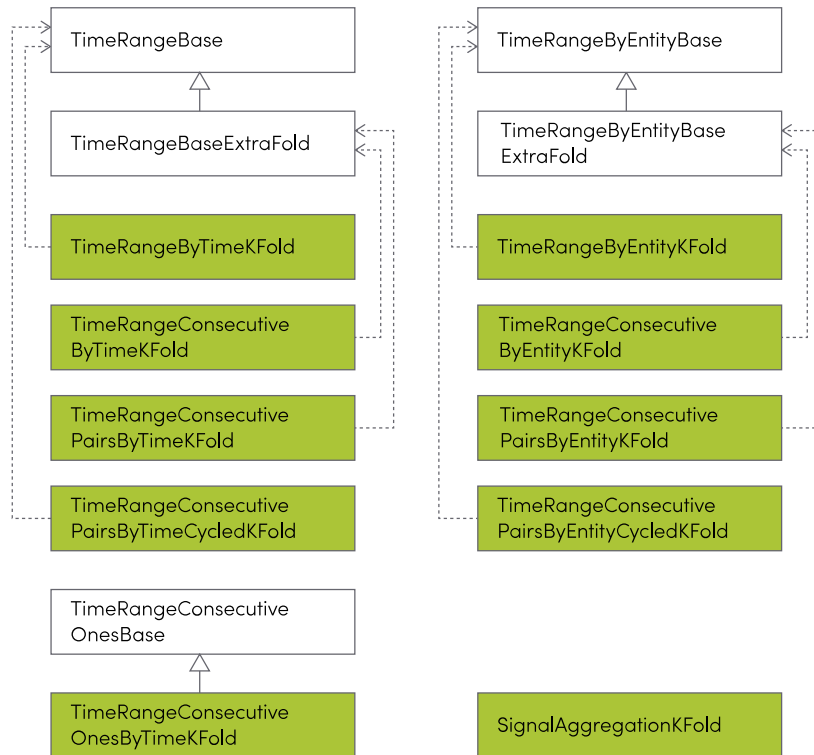 TimeRangeBase
TimeRangeBaseExtraFold
TimeRangeByTimeKFold
TimeRangeConsecutive
ByTimeKFold
TimeRangeConsecutive
PairsByTimeKFold
TimeRangeConsecutive
PairsByTimeCycledKFold
TimeRangeConsecutive
OnesBase
TimeRangeConsecutive
OnesByTimeKFold
TimeRangeByEntityBase
TimeRangeByEntityBase
ExtraFold
TimeRangeByEntityKFold
TimeRangeConsecutive
ByEntityKFold
TimeRangeConsecutive
PairsByEntityKFold
TimeRangeConsecutive
PairsByEntityCycledKFold
SignalAggregationKFold